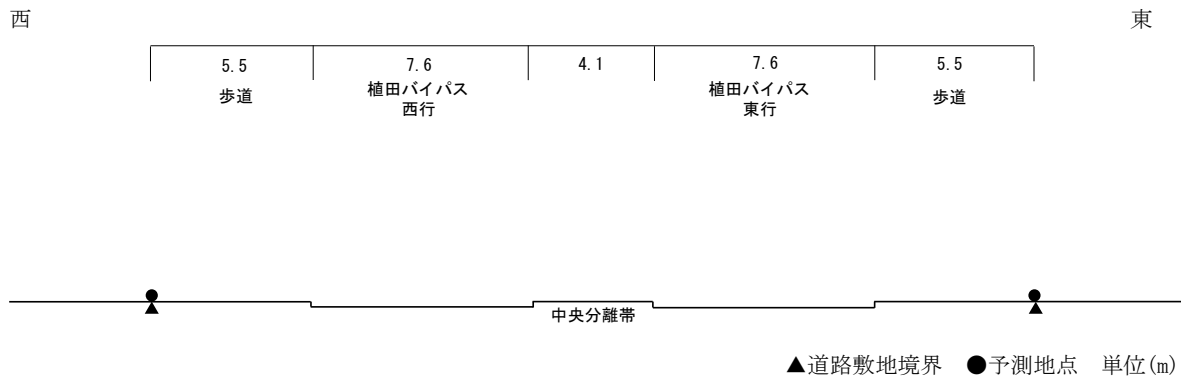 西
東
5.5
7.6
4.1
7.6
5.5
歩道
植田バイパス
西行
植田バイパス
東行
歩道
中央分離帯
▲道路敷地境界 ●予測地点 単位(m)